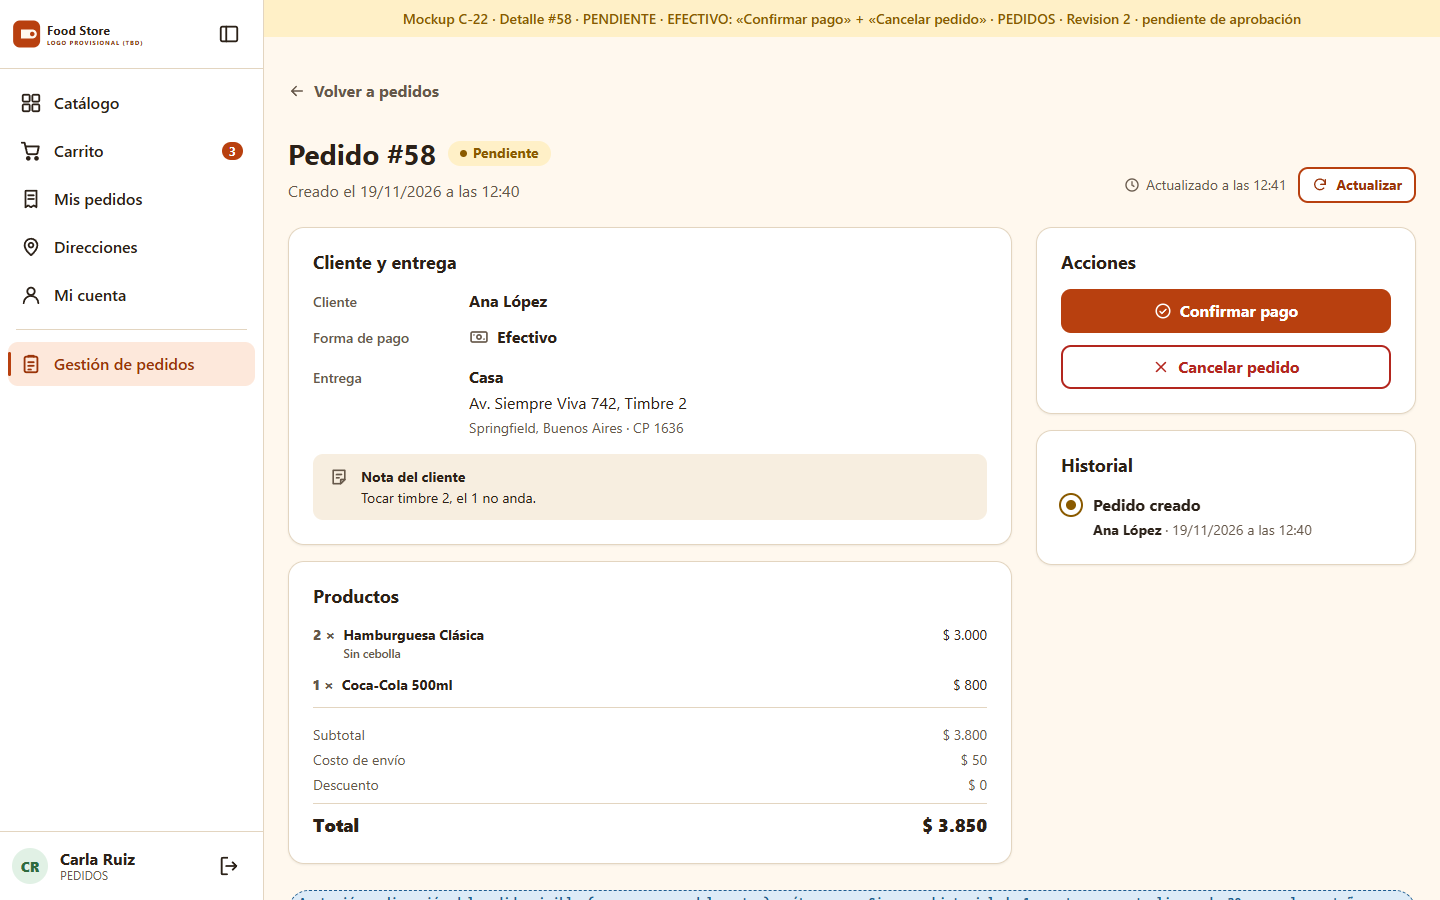 Food Store
LOGO PROVISIONAL (TBD)
Catálogo
Carrito 3
Mis pedidos
Direcciones
Mi cuenta
Gestión de pedidos
CR
Carla Ruiz
PEDIDOS
Mockup C-22 · Detalle #58 · PENDIENTE · EFECTIVO: «Confirmar pago» + «Cancelar pedido» · PEDIDOS · Revision 2 · pendiente de aprobación
Volver a pedidos
Pedido #58 Pendiente
Creado el 19/11/2026 a las 12:40
Actualizado a las 12:41 Actualizar
Cliente y entrega
Cliente Ana López
Forma de pago Efectivo
Entrega Casa
Av. Siempre Viva 742, Timbre 2
Springfield, Buenos Aires · CP 1636
Nota del cliente
Tocar timbre 2, el 1 no anda.
Productos
2 × Hamburguesa Clásica $ 3.000
Sin cebolla
1 × Coca-Cola 500ml $ 800
Subtotal $ 3.800
Costo de envío $ 50
Descuento $ 0
Total $ 3.850
Acciones
Confirmar pago
Cancelar pedido
Historial
Pedido creado
Ana López · 19/11/2026 a las 12:40